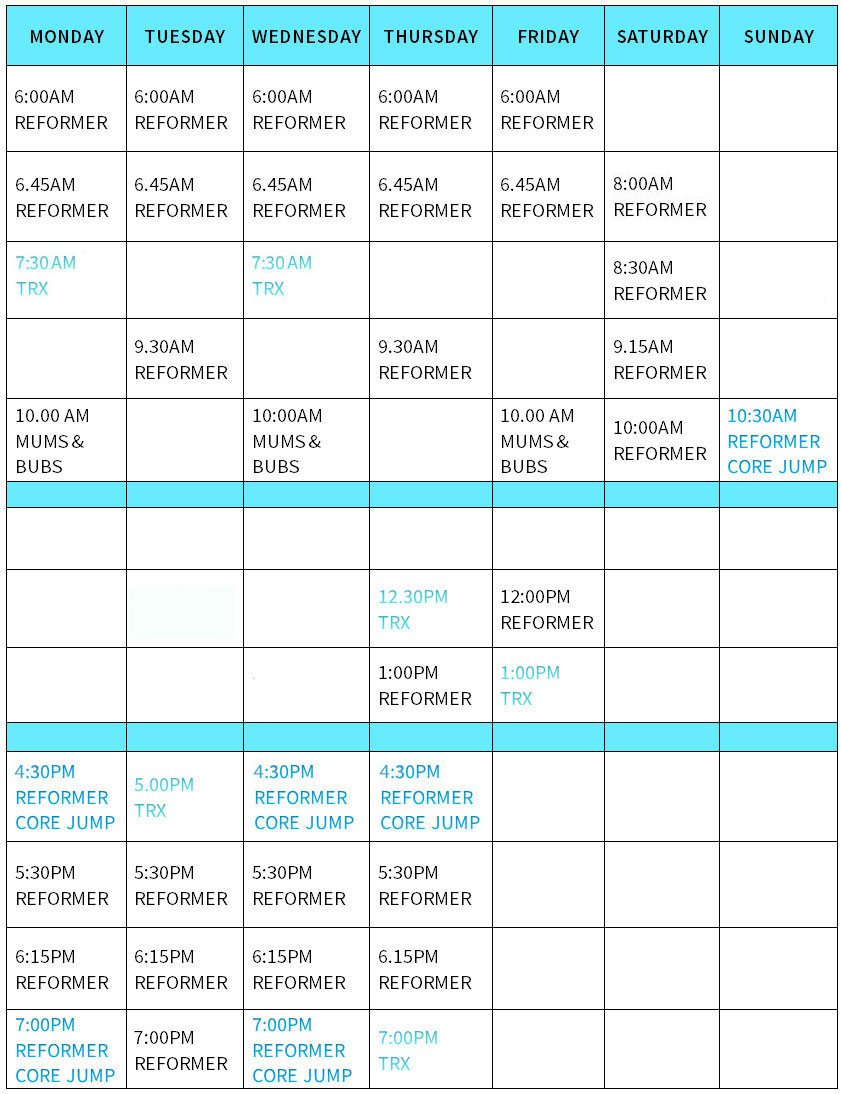 MONDAY TUESDAY WEDNESDAY THURSDAY FRIDAY SATURDAY SUNDAY
6:00AM 6:00AM 6:00AM 6:00AM 6:00AM
REFORMER REFORMER REFORMER REFORMER REFORMER
6.45AM 6.45AM 6.45AM 6.45AM 6.45AM 8:00AM
REFORMER REFORMER REFORMER REFORMER REFORMER REFORMER
7:30 AM 7:30 AM 8:30AM
TRX TRX REFORMER
9.30AM 9.30AM 9.15AM
REFORMER REFORMER REFORMER
10.00 AM 10:00AM 10.00 AM 10:00AM 10:30AM
MUMS & MUMS & MUMS & REFORMER REFORMER
BUBS BUBS BUBS CORE JUMP
12.30PM 12:00PM
TRX REFORMER
1:00PM 1:00PM
REFORMER TRX
4:30PM 5.00PM 4:30PM 4:30PM
REFORMER TRX REFORMER REFORMER
CORE JUMP CORE JUMP CORE JUMP
5:30PM 5:30PM 5:30PM 5:30PM
REFORMER REFORMER REFORMER REFORMER
6:15PM 6:15PM 6:15PM 6.15PM
REFORMER REFORMER REFORMER REFORMER
7:00PM 7:00PM 7:00PM 7:00PM
REFORMER REFORMER REFORMER TRX
CORE JUMP CORE JUMP